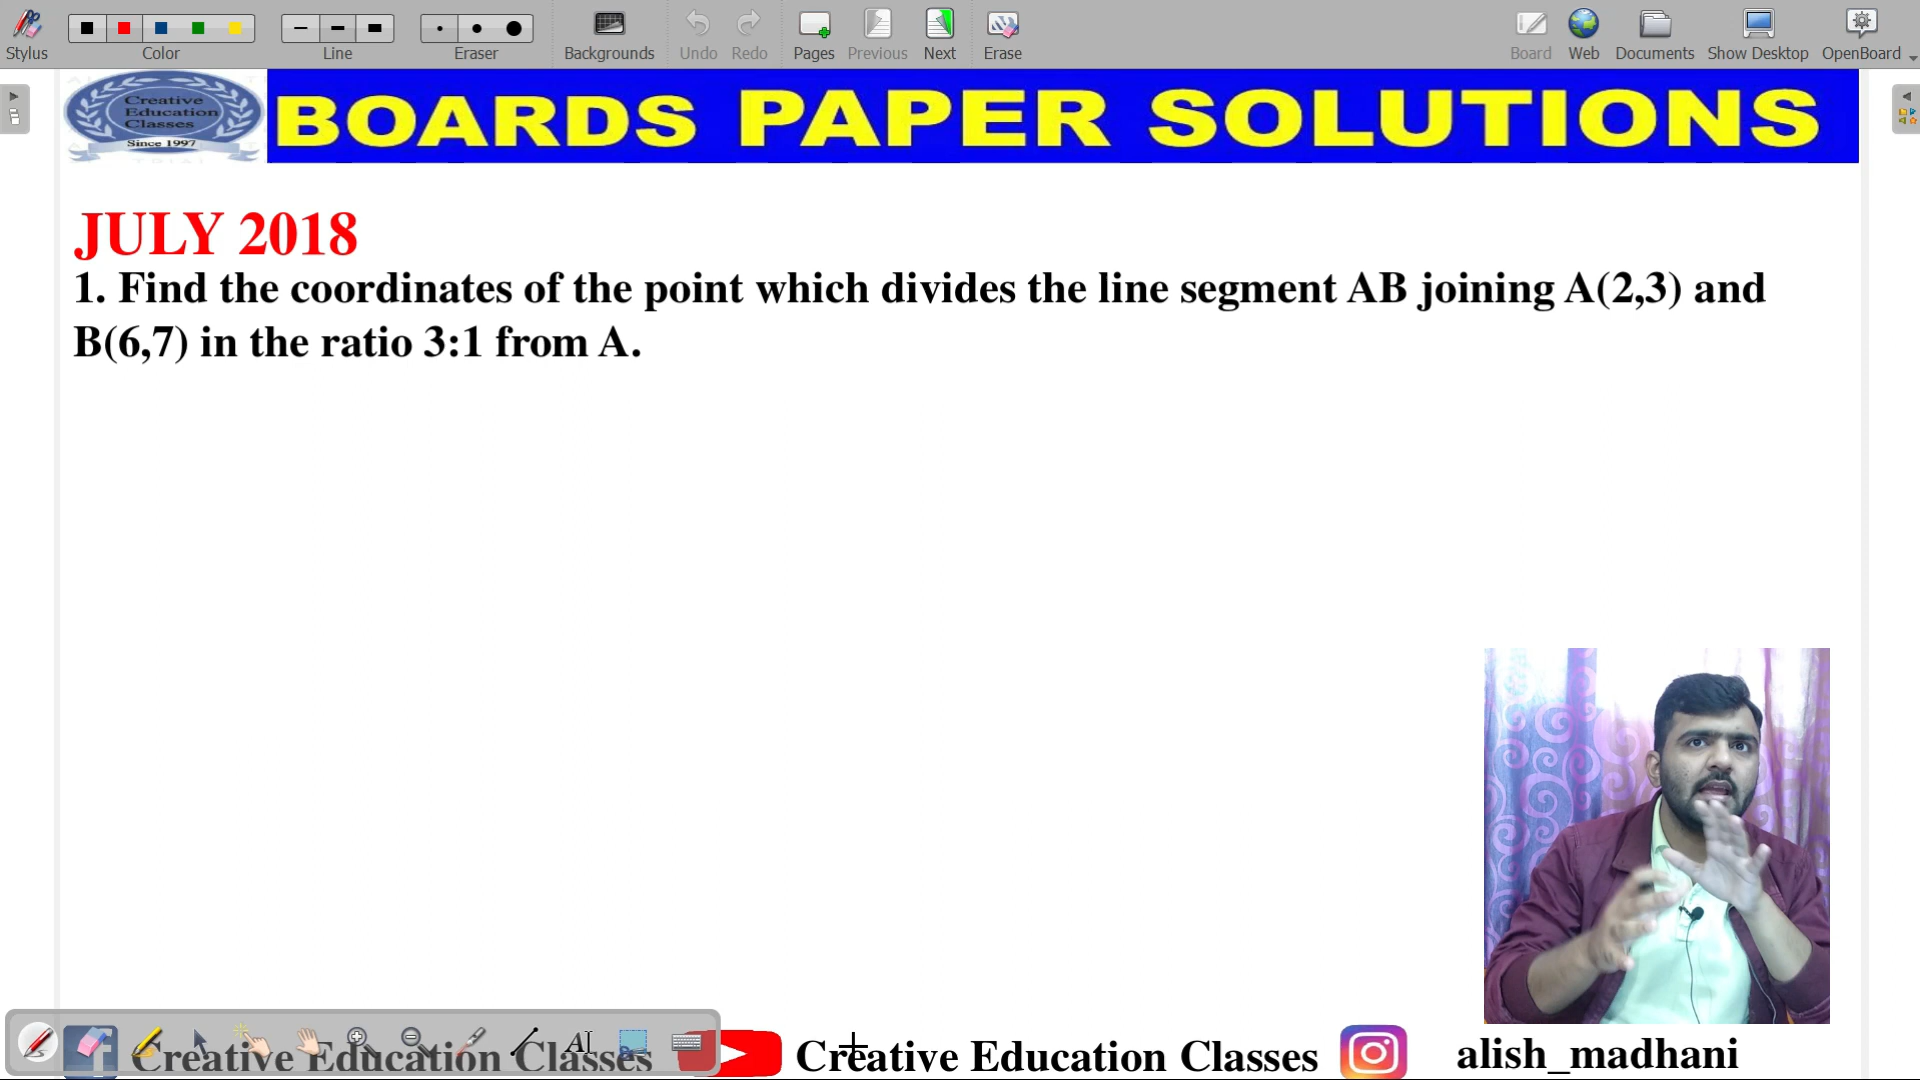 Stylus
Color
Line
Eraser
Backgrounds
Undo
Redo
Pages
Previous
Next
Erase
Board
Web
Documents
Show Desktop
OpenBoard
Creative
Education
Classes
Since 1997
BOARDS PAPER SOLUTIONS
JULY 2018
1. Find the coordinates of the point which divides the line segment AB joining A(2,3) and
B(6,7) in the ratio 3:1 from A.
Creative Education Classes
Creative Education Classes
alish_madhani